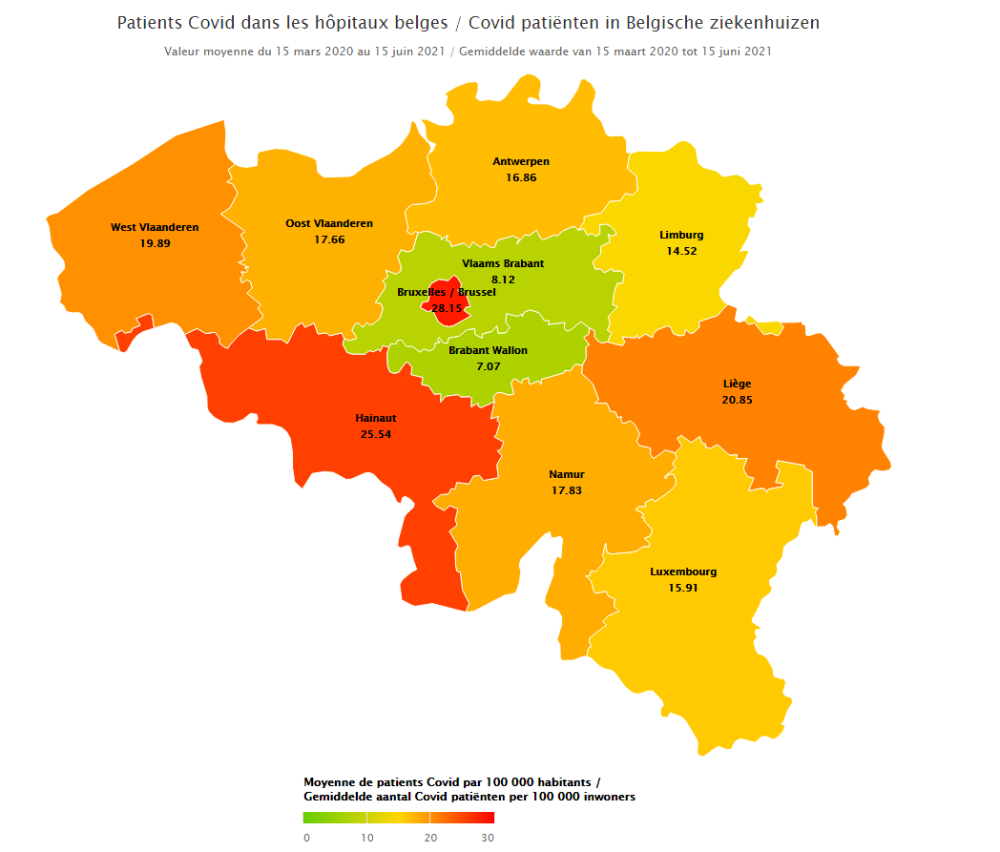 Patients Covid dans les hôpitaux belges / Covid patiënten in Belgische ziekenhuizen
Valeur moyenne du 15 mars 2020 au 15 juin 2021 / Gemiddelde waarde van 15 maart 2020 tot 15 juni 2021
Antwerpen
16.86
West Vlaanderen
19.89
Oost Vlaanderen
17.66
Limburg
14.52
Vlaams Brabant
8.12
Bruxelles / Brussel
28.15
Brabant Wallon
7.07
Liège
20.85
Hainaut
25.54
Namur
17.83
Luxembourg
15.91
Moyenne de patients Covid par 100 000 habitants /
Gemiddelde aantal Covid patiënten per 100 000 inwoners
0 10 20 30